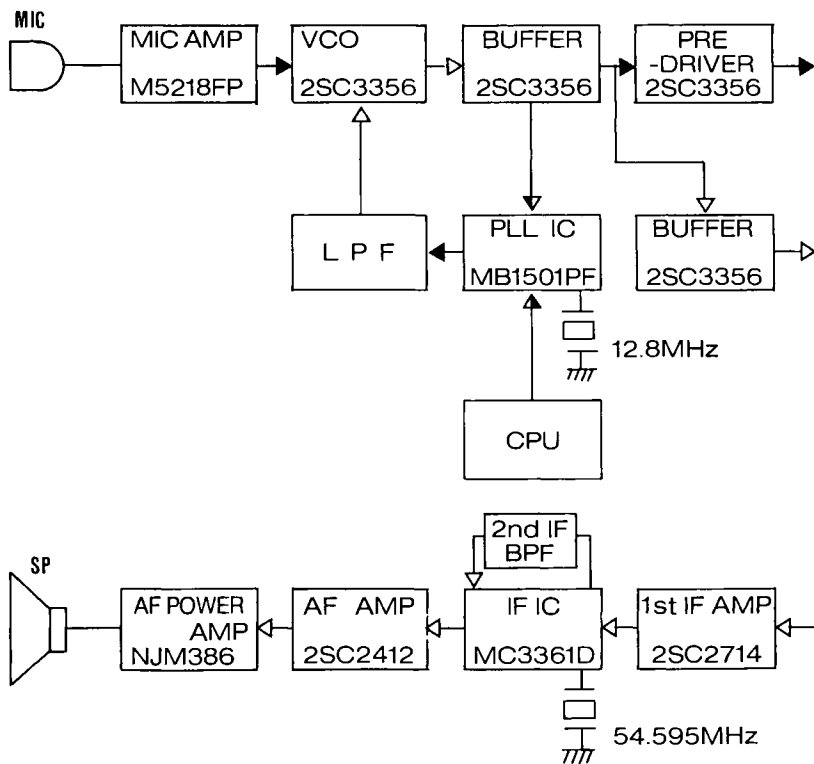 MIC
MIC AMP
M5218FP
VCO
2SC3356
BUFFER
2SC3356
PRE
-DRIVER
2SC3356
L P F
PLL IC
MB1501PF
BUFFER
2SC3356
12.8MHz
CPU
2nd IF
BPF
SP
AF POWER
AMP
NJM386
AF AMP
2SC2412
IF IC
MC3361D
1st IF AMP
2SC2714
54.595MHz